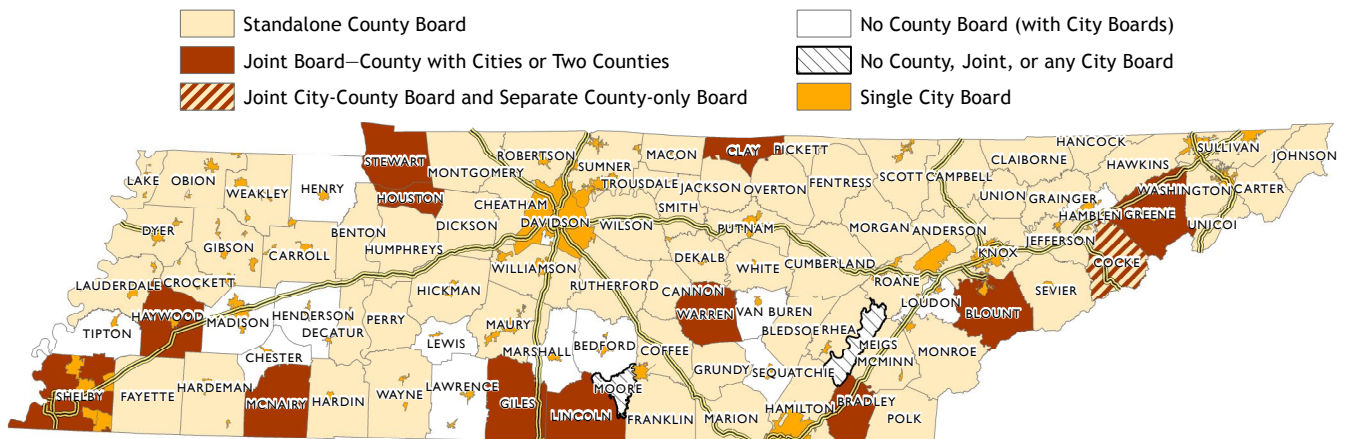 Standalone County Board
No County Board (with City Boards)
Joint Board—County with Cities or Two Counties
No County, Joint, or any City Board
Joint City-County Board and Separate County-only Board
Single City Board
HANCOCK
STEWART
ROBERTSON
MACON
CLAY
PICKETT
SULLIVAN
CLAIBORNE
HAWKINS
JOHNSON
LAKE
OBION
WEAKLEY
HENRY
MONTGOMERY
SUMNER
TROUSDALE
JACKSON
OVERTON
FENTRESS
SCOTT
CAMPBELL
UNION
GRAINGER
WASHINGTON
CARTER
HOUSTON
CHEATHAM
SMITH
HAMBLEN
GREENE
DYER
GIBSON
BENTON
DICKSON
DAVIDSON
WILSON
PUTNAM
MORGAN
ANDERSON
JEFFERSON
UNICOI
CARROLL
HUMPHREYS
KNOX
WILLIAMSON
DEKALB
WHITE
CUMBERLAND
COCKE
LAUDERDALE
CROCKETT
HICKMAN
RUTHERFORD
CANNON
ROANE
SEVIER
HAYWOOD
MADISON
HENDERSON
DECATUR
PERRY
MAURY
WARREN
VAN BUREN
LOUDON
BLOUNT
TIPTON
CHESTER
LEWIS
MARSHALL
BEDFORD
COFFEE
BLEDSOE
RHEA
MEIGS
MCMINN
MONROE
SHELBY
FAYETTE
HARDEMAN
MCNAIRY
HARDIN
WAYNE
LAWRENCE
GILES
LINCOLN
MOORE
FRANKLIN
GRUNDY
SEQUATCHIE
MARION
HAMILTON
BRADLEY
POLK